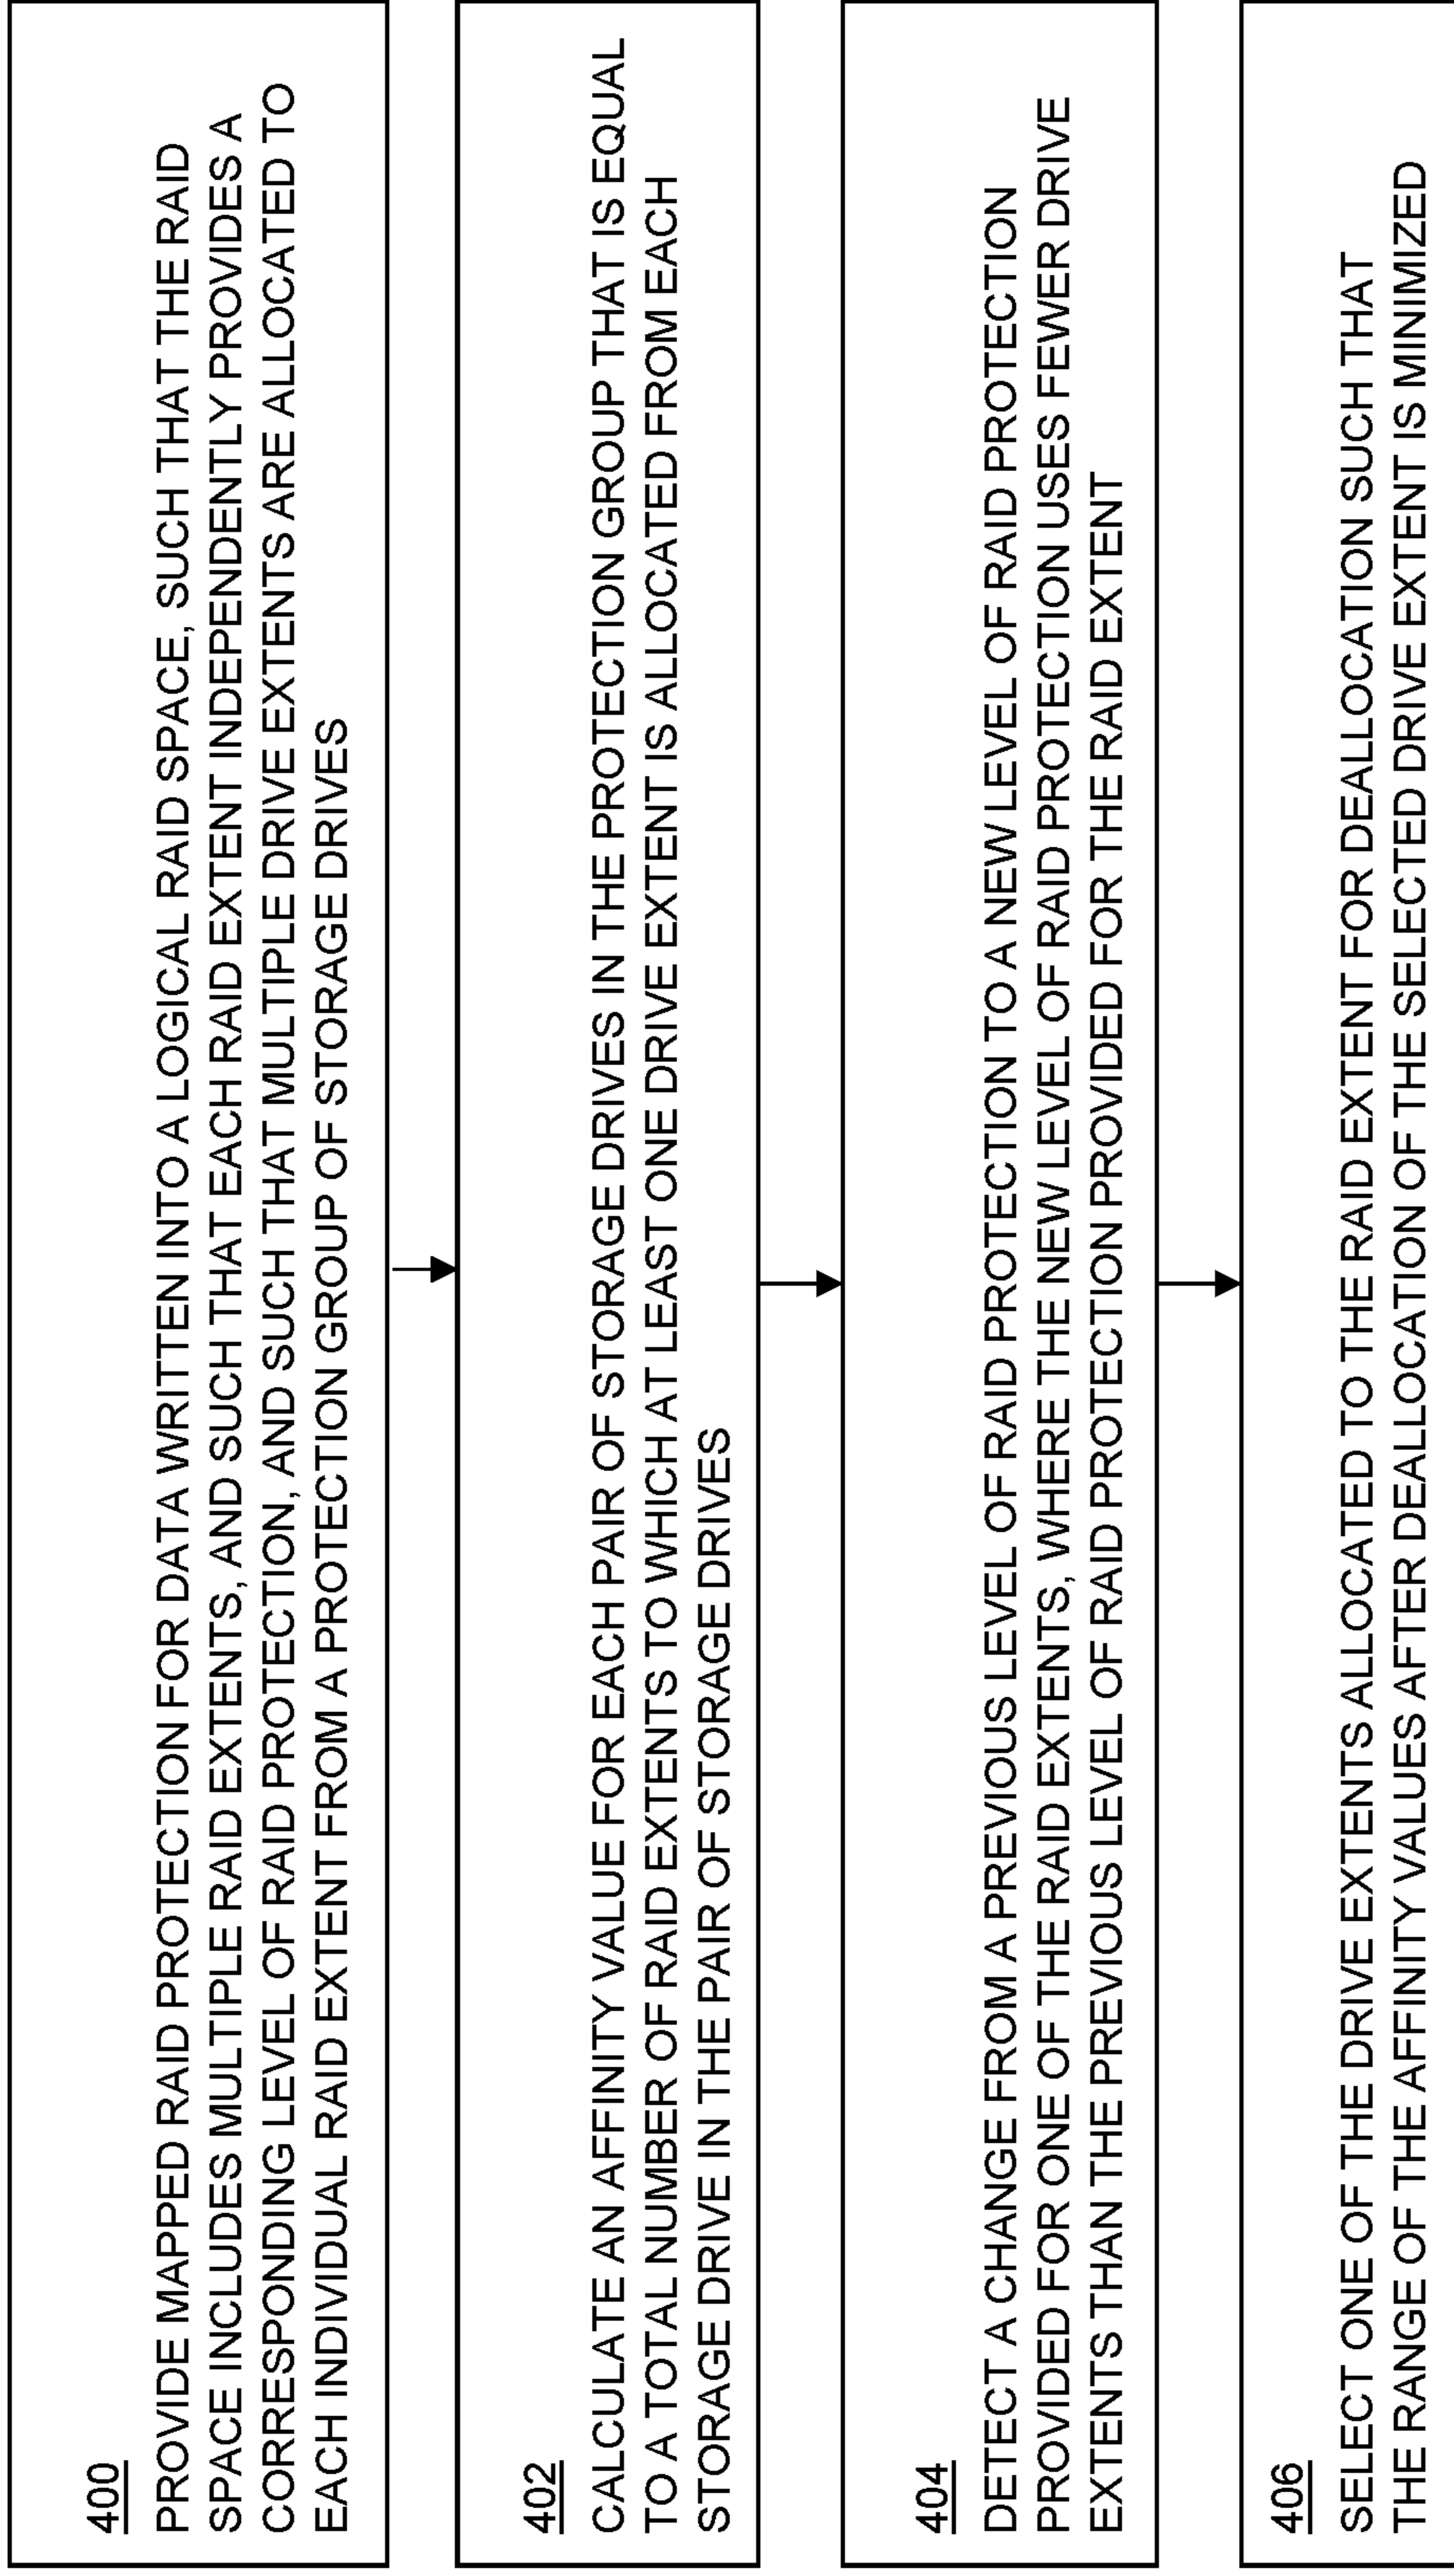 400
PROVIDE MAPPED RAID PROTECTION FOR DATA WRITTEN INTO A LOGICAL RAID SPACE, SUCH THAT THE RAID
SPACE INCLUDES MULTIPLE RAID EXTENTS, AND SUCH THAT EACH RAID EXTENT INDEPENDENTLY PROVIDES A
CORRESPONDING LEVEL OF RAID PROTECTION, AND SUCH THAT MULTIPLE DRIVE EXTENTS ARE ALLOCATED TO
EACH INDIVIDUAL RAID EXTENT FROM A PROTECTION GROUP OF STORAGE DRIVES
402
CALCULATE AN AFFINITY VALUE FOR EACH PAIR OF STORAGE DRIVES IN THE PROTECTION GROUP THAT IS EQUAL
TO A TOTAL NUMBER OF RAID EXTENTS TO WHICH AT LEAST ONE DRIVE EXTENT IS ALLOCATED FROM EACH
STORAGE DRIVE IN THE PAIR OF STORAGE DRIVES
404
DETECT A CHANGE FROM A PREVIOUS LEVEL OF RAID PROTECTION TO A NEW LEVEL OF RAID PROTECTION
PROVIDED FOR ONE OF THE RAID EXTENTS, WHERE THE NEW LEVEL OF RAID PROTECTION USES FEWER DRIVE
EXTENTS THAN THE PREVIOUS LEVEL OF RAID PROTECTION PROVIDED FOR THE RAID EXTENT
406
SELECT ONE OF THE DRIVE EXTENTS ALLOCATED TO THE RAID EXTENT FOR DEALLOCATION SUCH THAT
THE RANGE OF THE AFFINITY VALUES AFTER DEALLOCATION OF THE SELECTED DRIVE EXTENT IS MINIMIZED